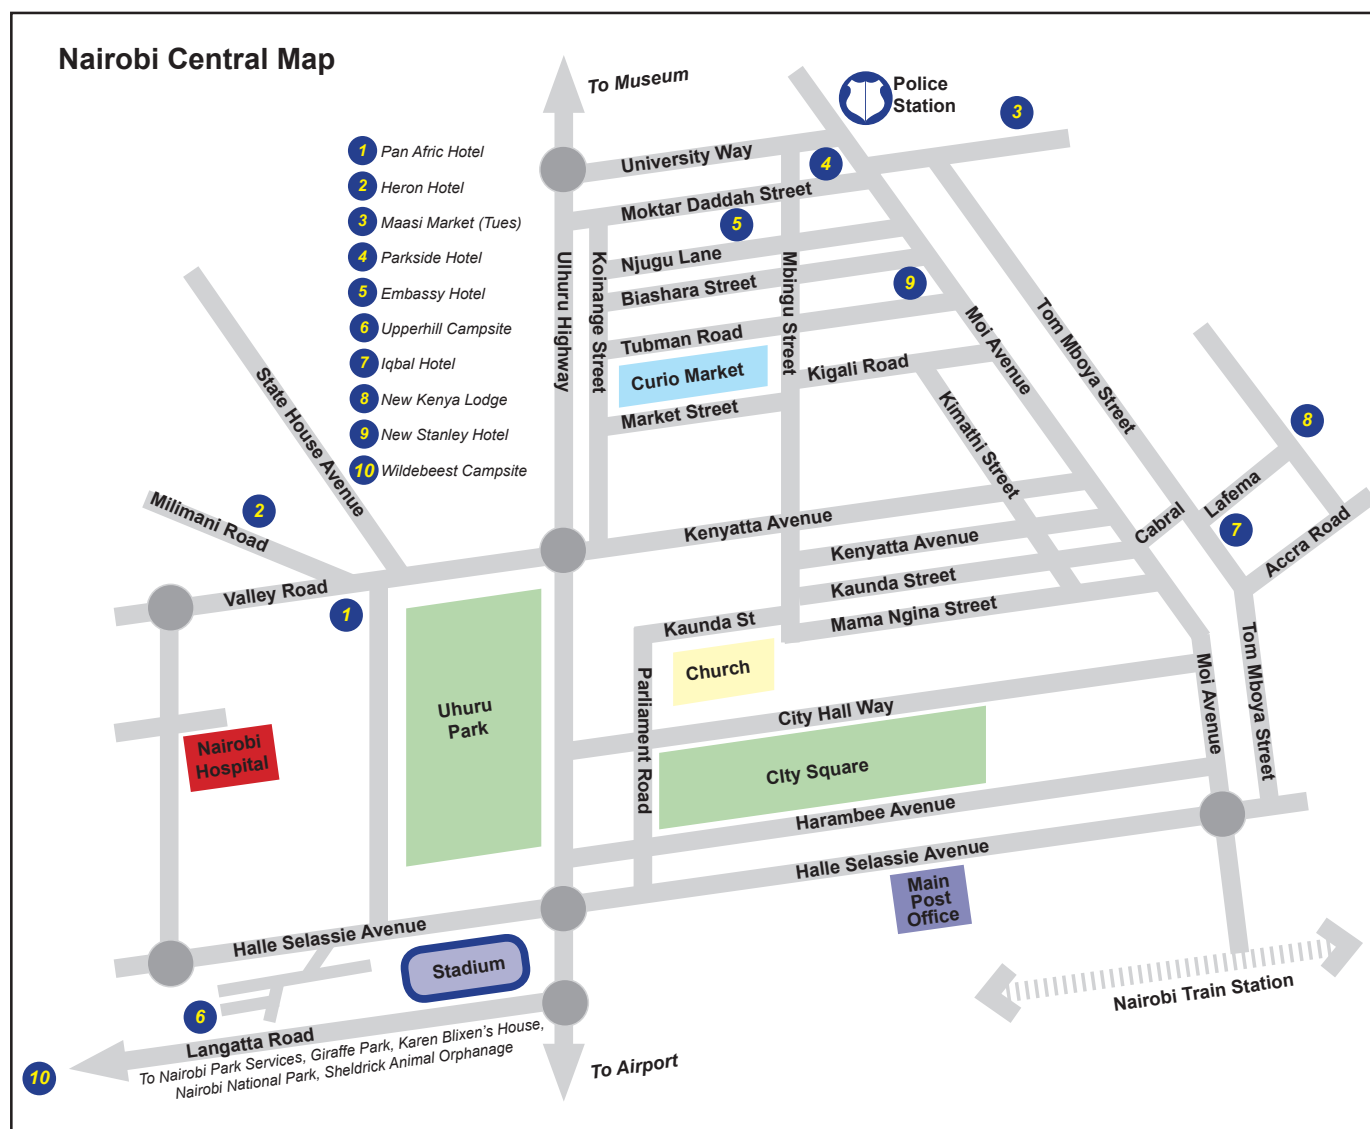 Nairobi Central Map
To Museum
Police
Station
3
1 Pan Afric Hotel
2 Heron Hotel
3 Maasi Market (Tues)
4 Parkside Hotel
5 Embassy Hotel
6 Upperhill Campsite
7 Iqbal Hotel
8 New Kenya Lodge
9 New Stanley Hotel
10 Wildebeest Campsite
University Way
4
Moktar Daddah Street
5
Njugu Lane
Biashara Street
9
Tubman Road
Curio Market
Kigali Road
Market Street
Ulhuru Highway
Koinange Street
Mbingu Street
Moi Avenue
Tom Mboya Street
Kimathi Street
State House Avenue
8
Milimani Road
2
Lafema
7
Cabral
Accra Road
Kenyatta Avenue
Kenyatta Avenue
Valley Road
1
Kaunda Street
Kaunda St
Mama Ngina Street
Church
Parliament Road
Moi Avenue
Tom Mboya Street
Uhuru
Park
City Hall Way
Nairobi
Hospital
CIty Square
Harambee Avenue
Halle Selassie Avenue
Main
Post
Office
Halle Selassie Avenue
Stadium
Nairobi Train Station
6
Langatta Road
10
To Nairobi Park Services, Giraffe Park, Karen Blixen's House,
Nairobi National Park, Sheldrick Animal Orphanage
To Airport